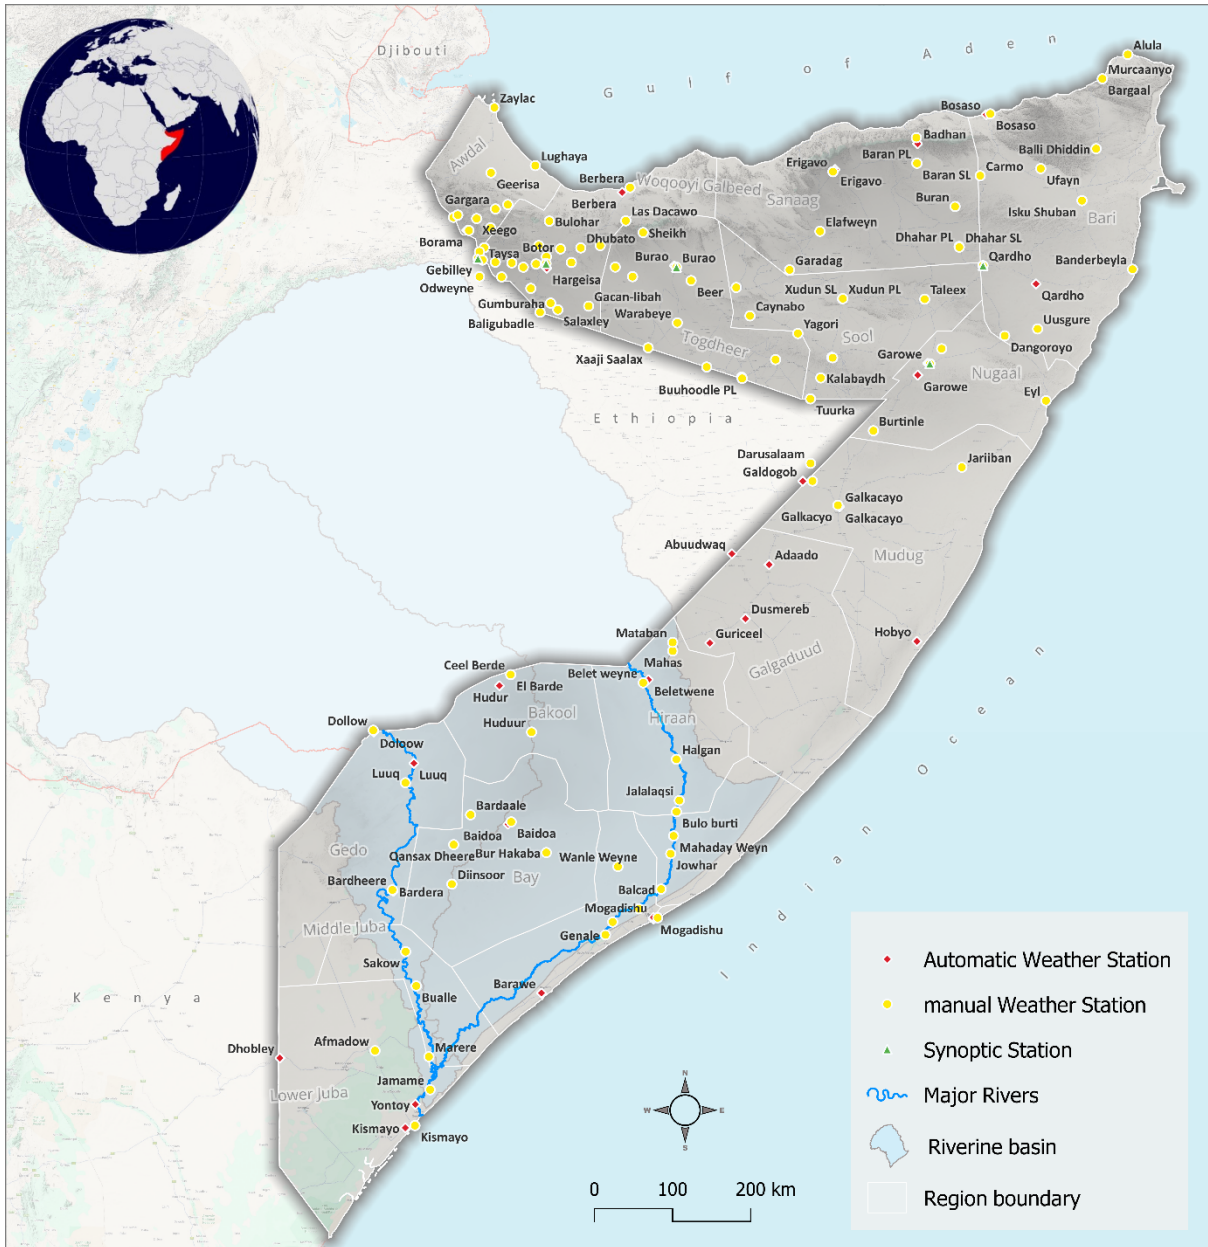 Djibouti
Gulf of Aden
Alula
Murcaanyo
Bargaal
Zaylac
Bosaso
Bosaso
Badhan
Balli Dhiddin
Awdal
Lughaya
Berbera
Woqooyi Galbeed
Erigavo
Baran PL
Carmo
Geerisa
Erigavo
Baran SL
Ufayn
Berbera
Sanaag
Gargara
Las Dacawo
Buran
Isku Shuban
Bari
Bulohar
Xeego
Elafweyn
Sheikh
Borama
Botor
Dhubato
Dhahar PL
Dhahar SL
Taysa
Burao
Burao
Qardho
Gebilley
Hargeisa
Garadag
Banderbeyla
Odweyne
Beer
Xudun SL
Xudun PL
Taleex
Qardho
Gumburaha
Gacan-libah
Caynabo
Baligubadle
Salaxley
Warabeye
Uusgure
Yagori
Togdheer
Sool
Dangoroyo
Xaaji Saalax
Garowe
Nugaal
Buuhoodle PL
Kalabaydh
Garowe
Eyl
Tuurka
Ethiopia
Burtinle
Darusalaam
Jariiban
Galdogob
Galkacayo
Galkacyo
Galkacayo
Abuudwaq
Mudug
Adaado
Dusmereb
Mataban
Guriceel
Hobyo
Galgaduud
Mahas
Ceel Berde
Belet weyne
El Barde
Beletwene
Hudur
Bakool
Hiraan
Dollow
Huduur
Doloow
Halgan
Luuq
Luuq
Jalalaqsi
Bardaale
Bulo burti
Baidoa
Baidoa
Mahaday Weyn
Gedo
Qansax Dheere
Bur Hakaba
Wanle Weyne
Jowhar
Bardheere
Bardera
Diinsoor
Bay
Balcad
Mogadishu
Mogadishu
Middle Juba
Genale
Indian Ocean
Sakow
Kenya
Bualle
Barawe
Dhobley
Afmadow
Marere
Lower Juba
Jamame
Yontoy
Kismayo
Kismayo
N
W
E
S
0
100
200 km
Automatic Weather Station
manual Weather Station
Synoptic Station
Major Rivers
Riverine basin
Region boundary